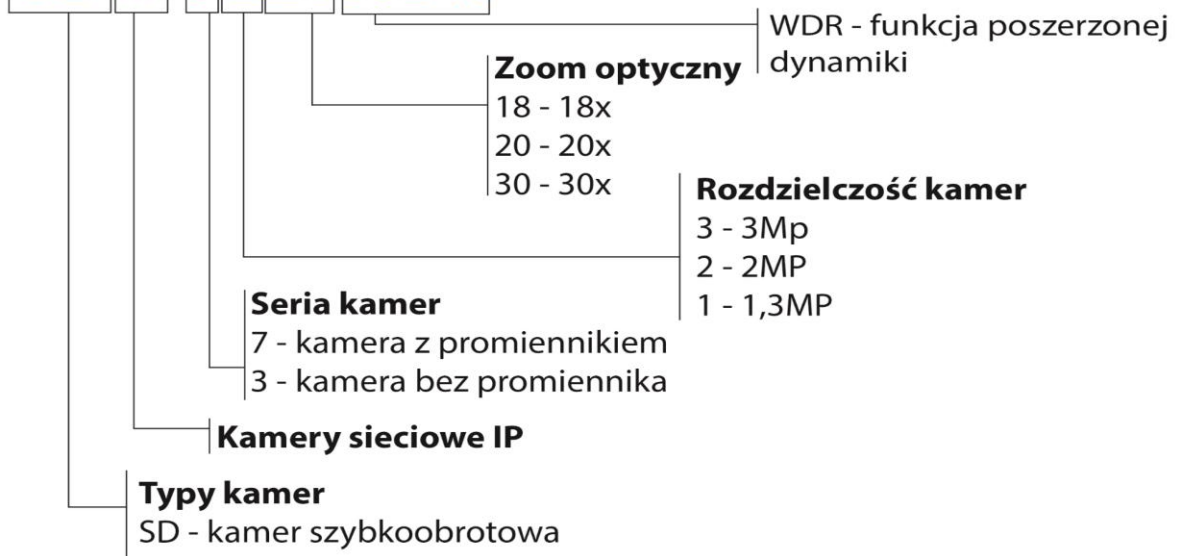 WDR - funkcja poszerzonej
dynamiki
Zoom optyczny
18 - 18x
20 - 20x
30 - 30x
Rozdzielczość kamer
3 - 3Mp
2 - 2MP
1 - 1,3MP
Seria kamer
7 - kamera z promiennikiem
3 - kamera bez promiennika
Kamery sieciowe IP
Typy kamer
SD - kamer szybkoobrotowa